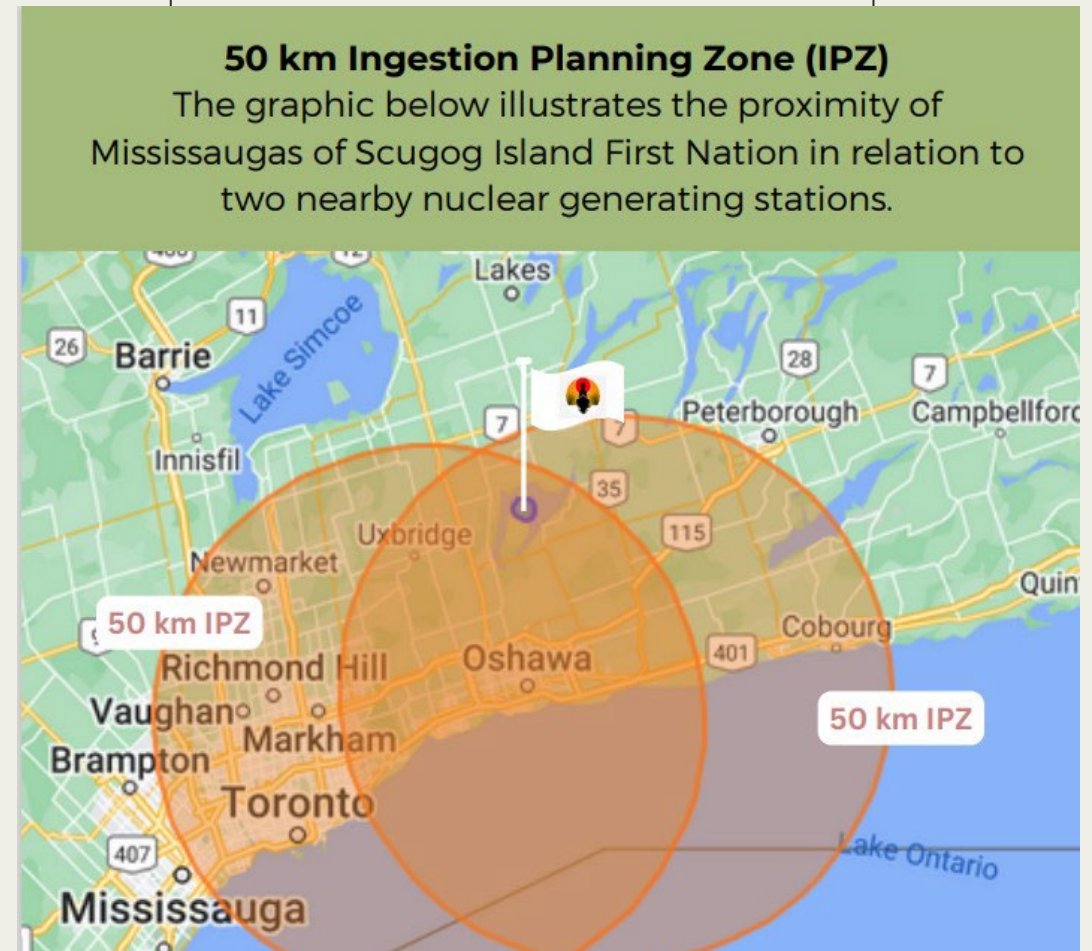 50 km Ingestion Planning Zone (IPZ)
The graphic below illustrates the proximity of
Mississaugas of Scugog Island First Nation in relation to
two nearby nuclear generating stations.
Lakes
11
Lake Simcoe
26
Barrie
28
7
7
Peterborough
Campbellford
7
Innisfil
35
Uxbridge
115
Newmarket
Quin
50 km IPZ
Cobourg
401
Richmond Hill
Oshawa
Vaughan
50 km IPZ
Markham
Brampton
Toronto
407
Lake Ontario
Mississauga